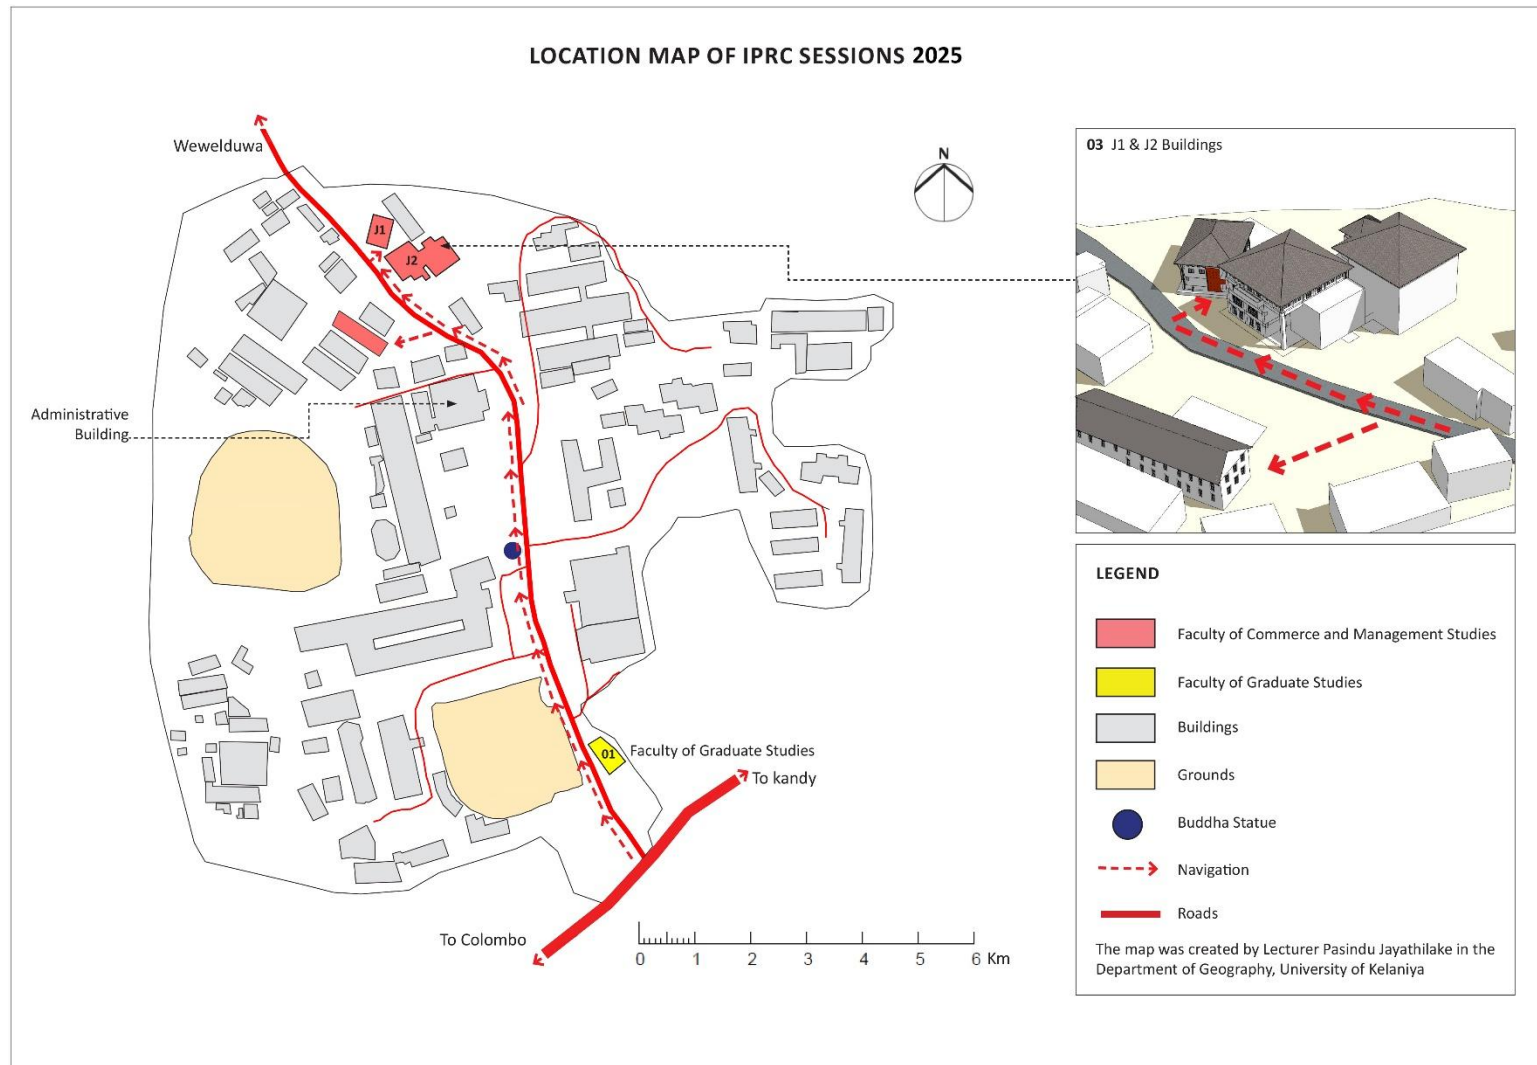 LOCATION MAP OF IPRC SESSIONS 2025
Wewelduwa
N
03 J1 & J2 Buildings
J1
J2
Administrative
Building
01
Faculty of Graduate Studies
To kandy
To Colombo
0 1 2 3 4 5 6 Km
LEGEND
Faculty of Commerce and Management Studies
Faculty of Graduate Studies
Buildings
Grounds
Buddha Statue
Navigation
Roads
The map was created by Lecturer Pasindu Jayathilake in the
Department of Geography, University of Kelaniya